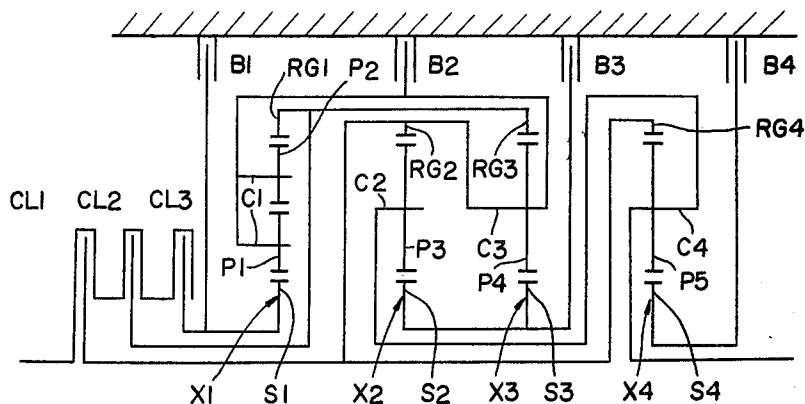 B1 B2 B3 B4
RG1 P2
RG4
RG2 RG3
CL1 CL2 CL3 C1 C2 C3 C4
P1 P3 P4 P5
X1 S1 X2 S2 X3 S3 X4 S4